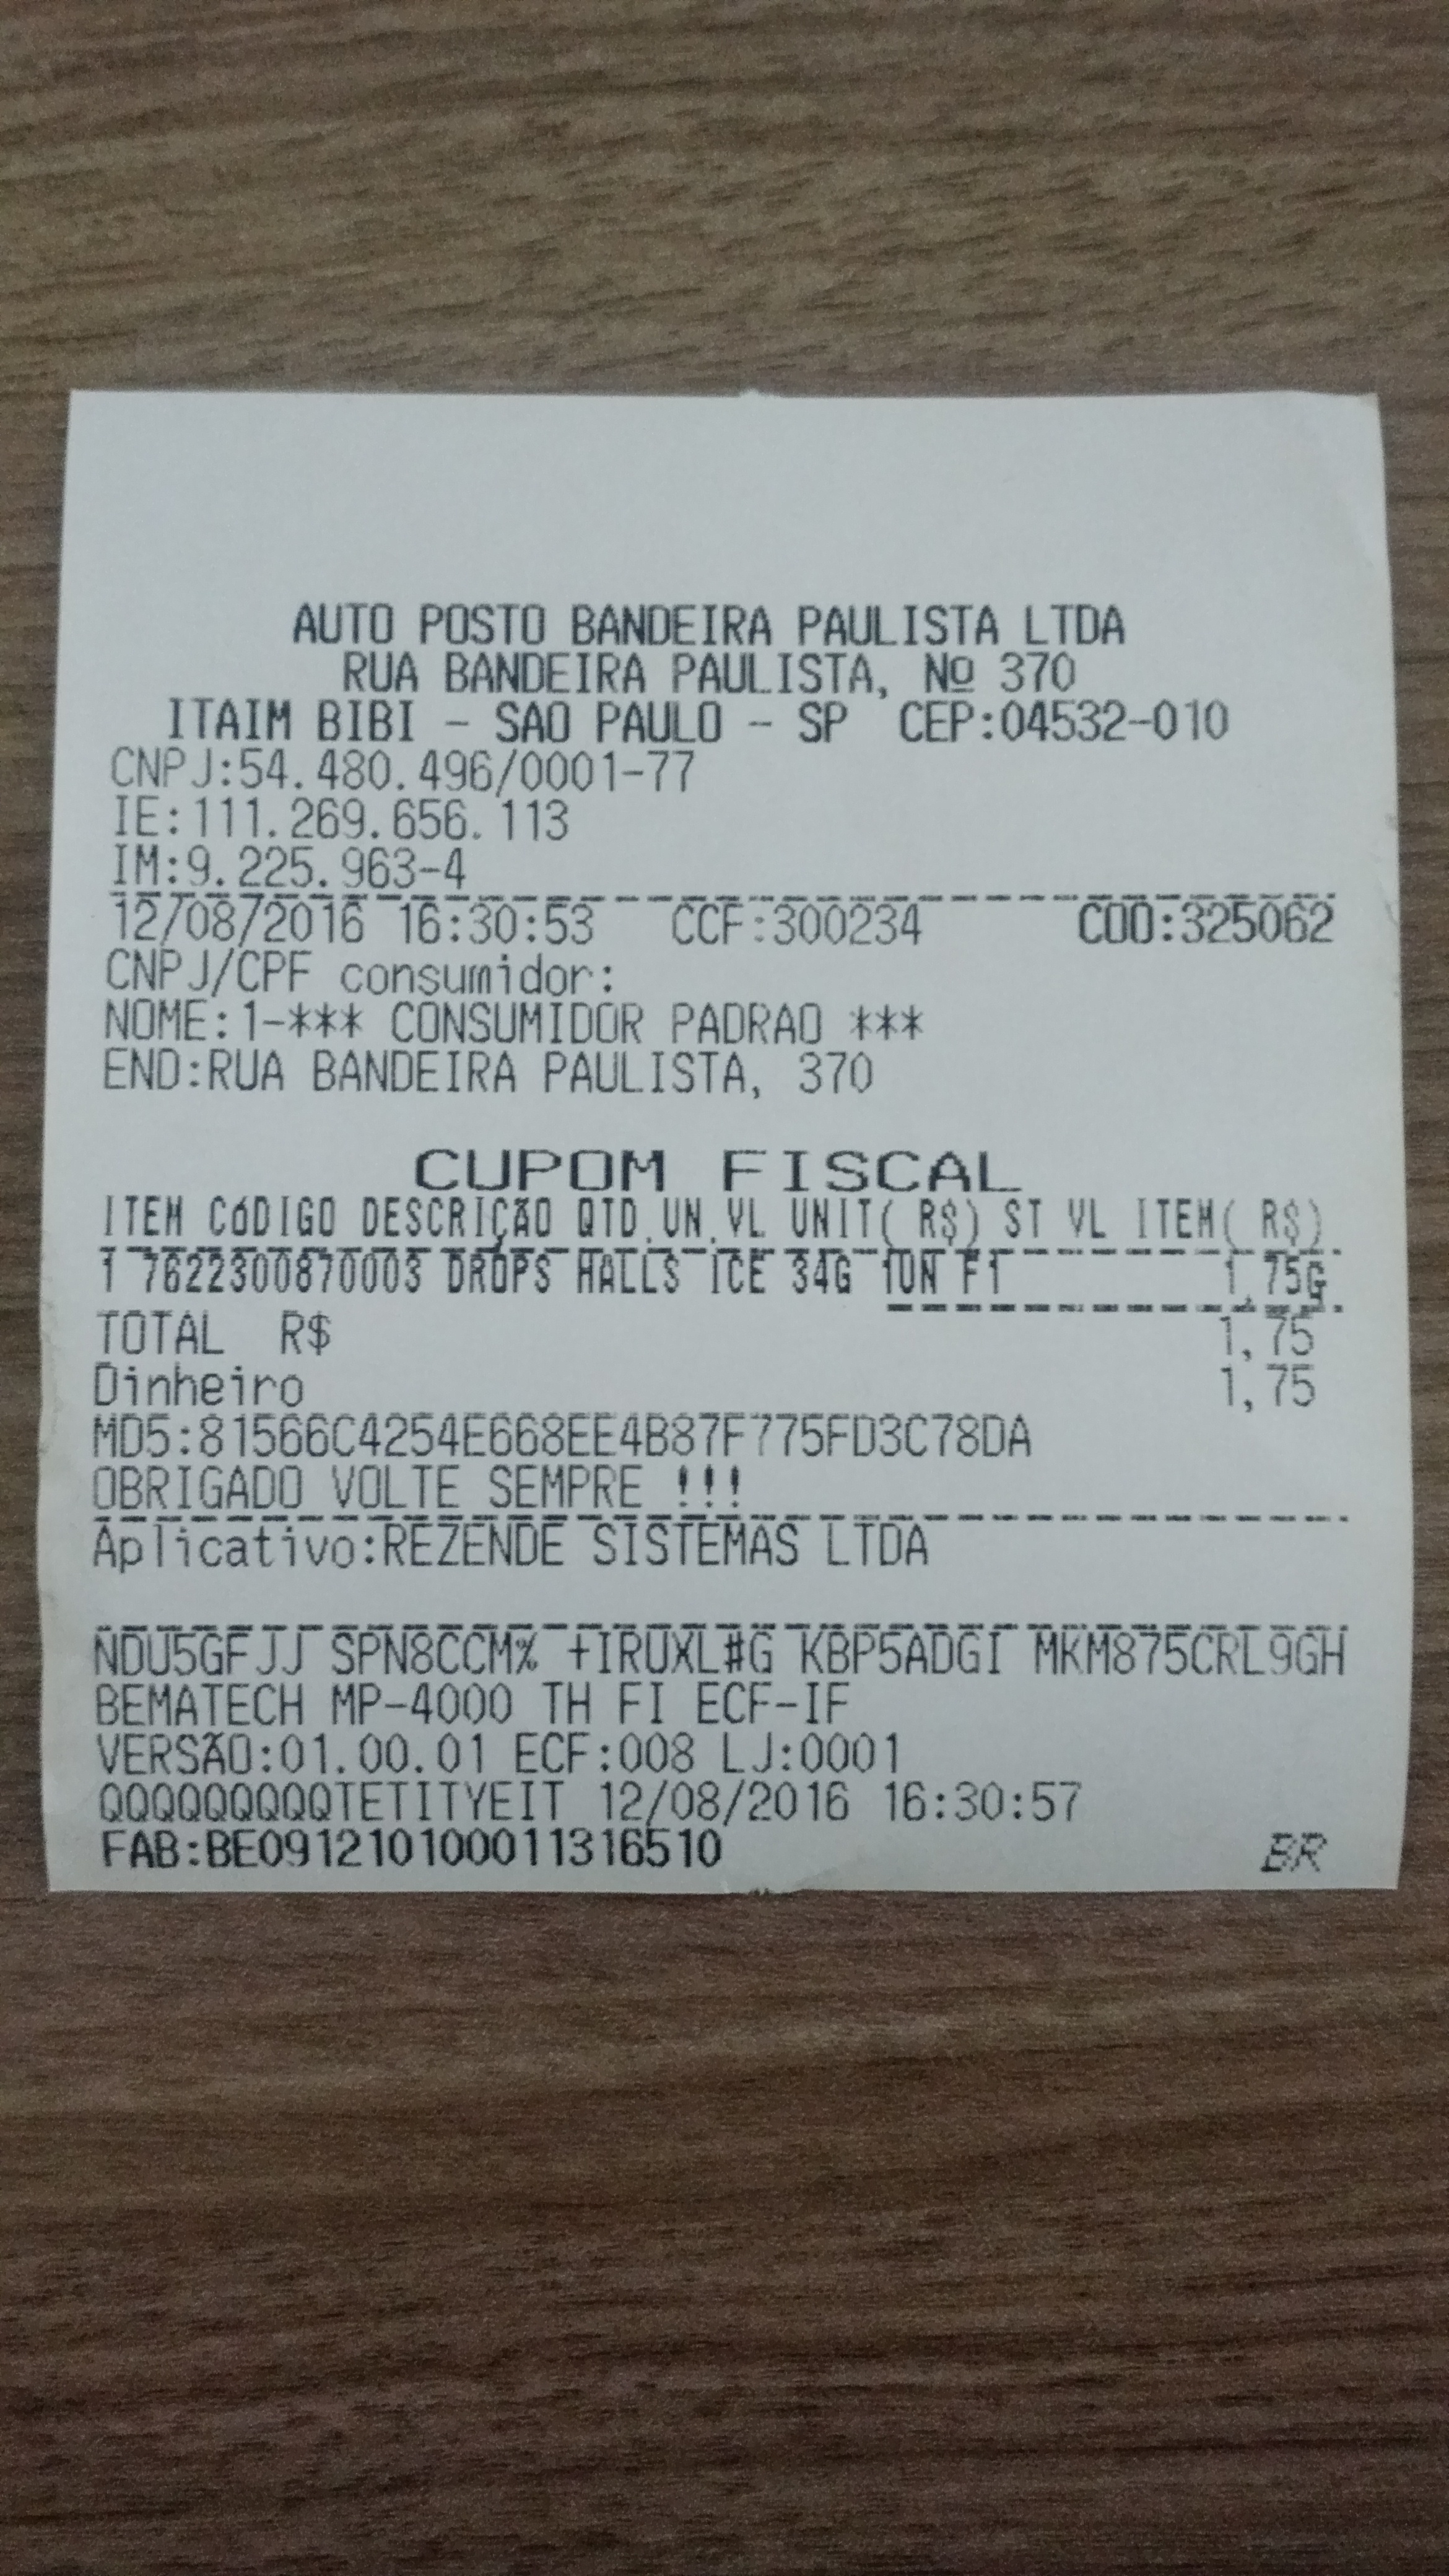 AUTO POSTO BANDEIRA PAULISTA LTDA
RUA BANDEIRA PAULISTA, Nº 370
ITAIM BIBI - SAO PAULO - SP CEP:04532-010
CNPJ:54.480.496/0001-77
IE:111.269.656.113
IM:9.225.963-4
12/08/2016 16:30:53 CCF:300234 COO:325062
CNPJ/CPF consumidor:
NOME:1-*** CONSUMIDOR PADRAO ***
END:RUA BANDEIRA PAULISTA, 370
CUPOM FISCAL
ITEM CóDIGO DESCRIÇÃO QTD.UN.VL UNIT( R$) ST VL ITEM( R$)
1 7622300870003 DROPS HALLS ICE 34G 1UN F1 1,75G
TOTAL R$ 1,75
Dinheiro 1,75
MD5:81566C4254E668EE4B87F775FD3C78DA
OBRIGADO VOLTE SEMPRE !!!
Aplicativo:REZENDE SISTEMAS LTDA
NDU5GFJJ SPN8CCM% +IRUXL#G KBP5ADGI MKM875CRL9GH
BEMATECH MP-4000 TH FI ECF-IF
VERSÃO:01.00.01 ECF:008 LJ:0001
QQQQQQQQQTETITYEIT 12/08/2016 16:30:57
FAB:BE091210100011316510 BR